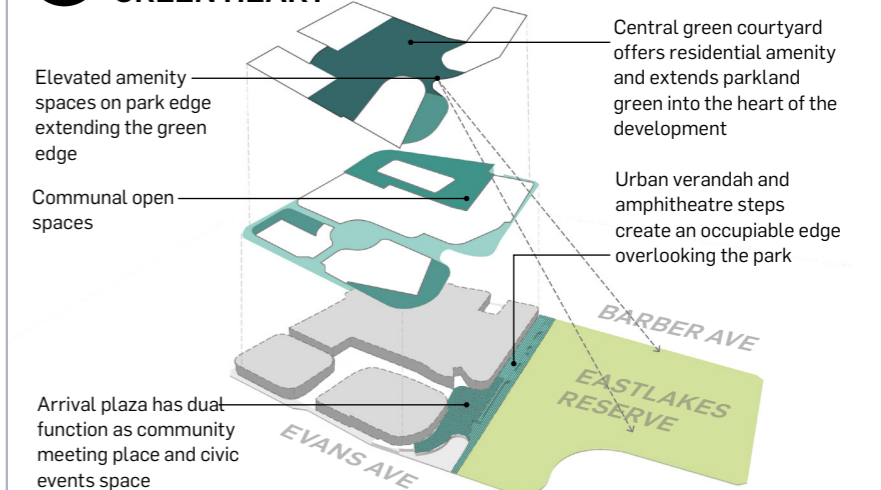 GREEN HEART
Central green courtyard
offers residential amenity
and extends parkland
green into the heart of the
development
Elevated amenity
spaces on park edge
extending the green
edge
Urban verandah and
amphitheatre steps
create an occupiable edge
overlooking the park
Communal open
spaces
BARBER AVE
EASTLAKES
RESERVE
Arrival plaza has dual
function as community
meeting place and civic
events space
EVANS AVE